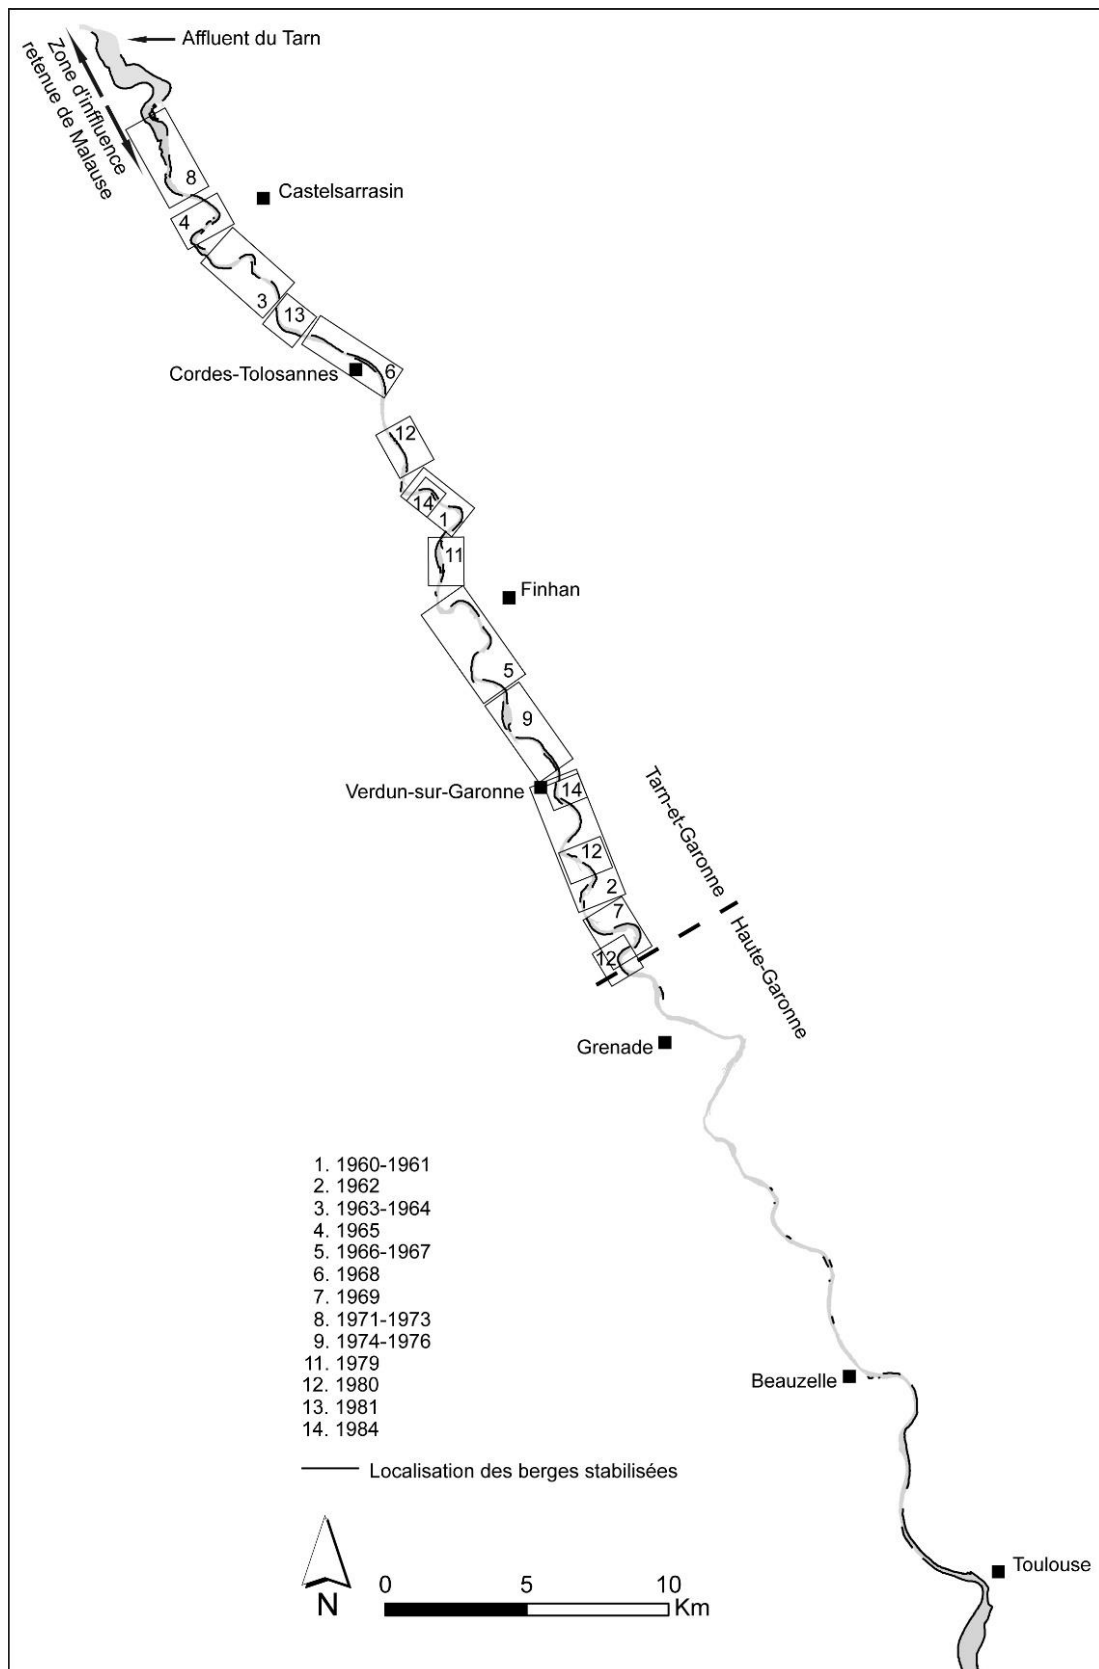 Affluent du Tarn
Zone d'inffluence
retenue de Malause
8
Castelsarrasin
4
3
13
Cordes-Tolosannes
6
12
14
1
11
Finhan
5
9
Verdun-sur-Garonne
14
Tarn-et-Garonne
12
2
7
Haute-Garonne
12
Grenade
1. 1960-1961
2. 1962
3. 1963-1964
4. 1965
5. 1966-1967
6. 1968
7. 1969
8. 1971-1973
9. 1974-1976
11. 1979
12. 1980
13. 1981
14. 1984
Beauzelle
Localisation des berges stabilisées
Toulouse
N
0 5 10
Km